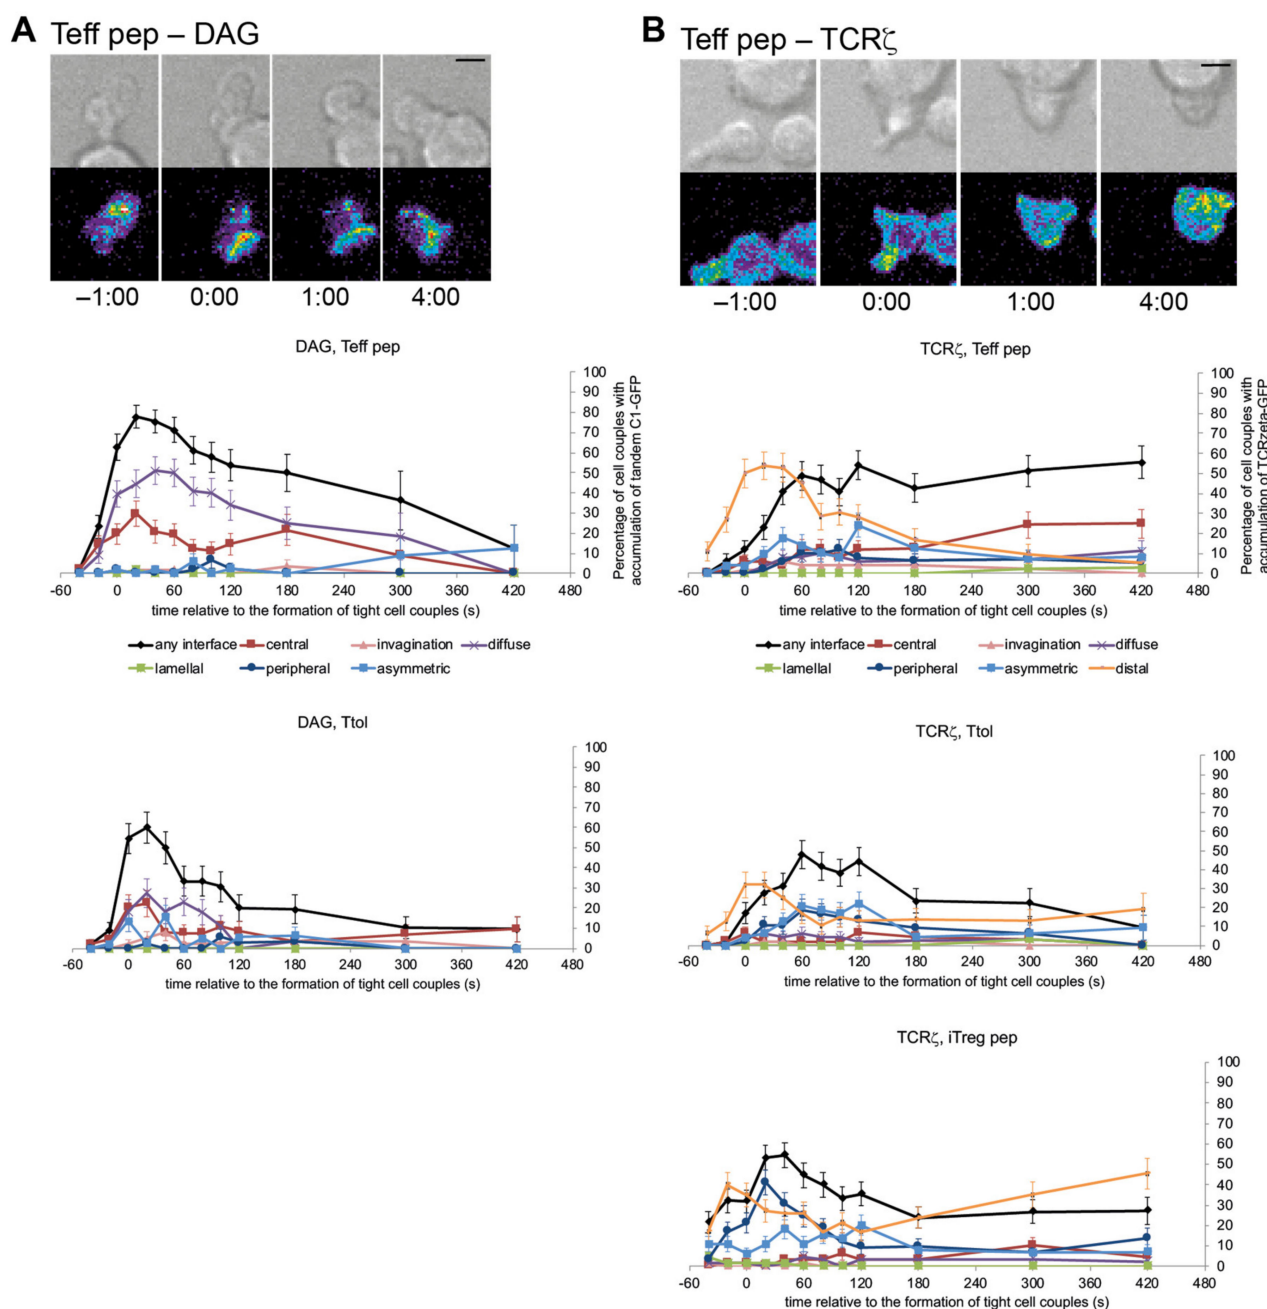 A Teff pep – DAG
–1:00 0:00 1:00 4:00
DAG, Teff pep
100
90
80
70
60
50
40
30
20
10
0
Percentage of cell couples with
accumulation of tandem C1-GFP
-60 0 60 120 180 240 300 360 420 480
time relative to the formation of tight cell couples (s)
any interface central invagination diffuse
lamellal peripheral asymmetric
DAG, Ttol
100
90
80
70
60
50
40
30
20
10
0
-60 0 60 120 180 240 300 360 420 480
time relative to the formation of tight cell couples (s)
B Teff pep – TCRζ
–1:00 0:00 1:00 4:00
TCRζ, Teff pep
100
90
80
70
60
50
40
30
20
10
0
Percentage of cell couples with
accumulation of TCRzeta-GFP
-60 0 60 120 180 240 300 360 420 480
time relative to the formation of tight cell couples (s)
any interface central invagination diffuse
lamellal peripheral asymmetric distal
TCRζ, Ttol
100
90
80
70
60
50
40
30
20
10
0
-60 0 60 120 180 240 300 360 420 480
time relative to the formation of tight cell couples (s)
TCRζ, iTreg pep
100
90
80
70
60
50
40
30
20
10
0
-60 0 60 120 180 240 300 360 420 480
time relative to the formation of tight cell couples (s)